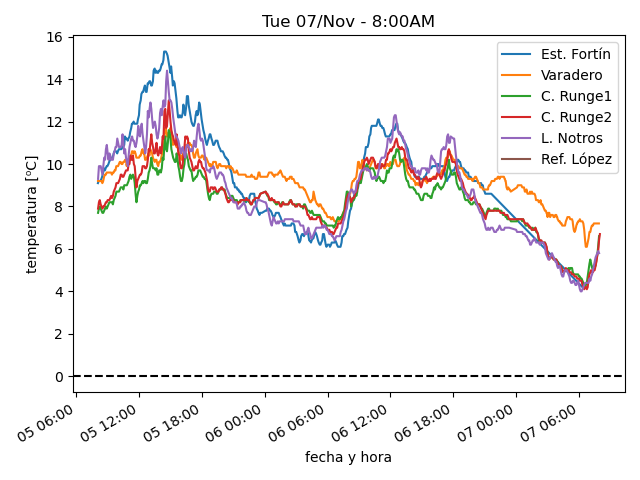 Tue 07/Nov - 8:00AM
temperatura [°C]
16
14
12
10
8
6
4
2
0
Est. Fortín
Varadero
C. Runge1
C. Runge2
L. Notros
Ref. López
05 06:00
05 12:00
05 18:00
06 00:00
06 06:00
06 12:00
06 18:00
07 00:00
07 06:00
fecha y hora